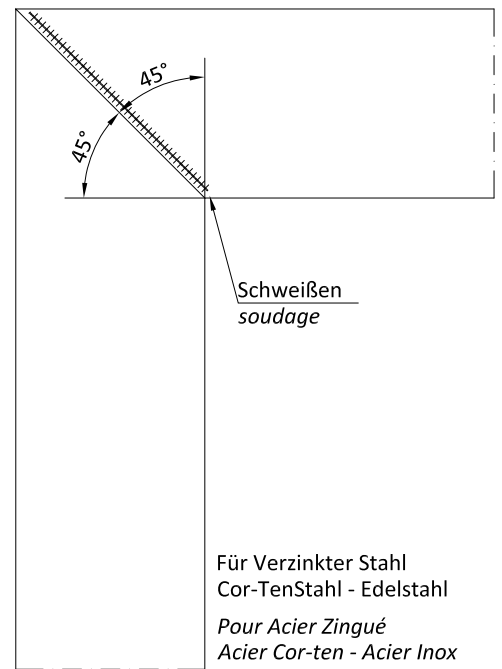 45°
45°
Schweißen
soudage
Für Verzinkter Stahl
Cor-TenStahl - Edelstahl
Pour Acier Zingué
Acier Cor-ten - Acier Inox